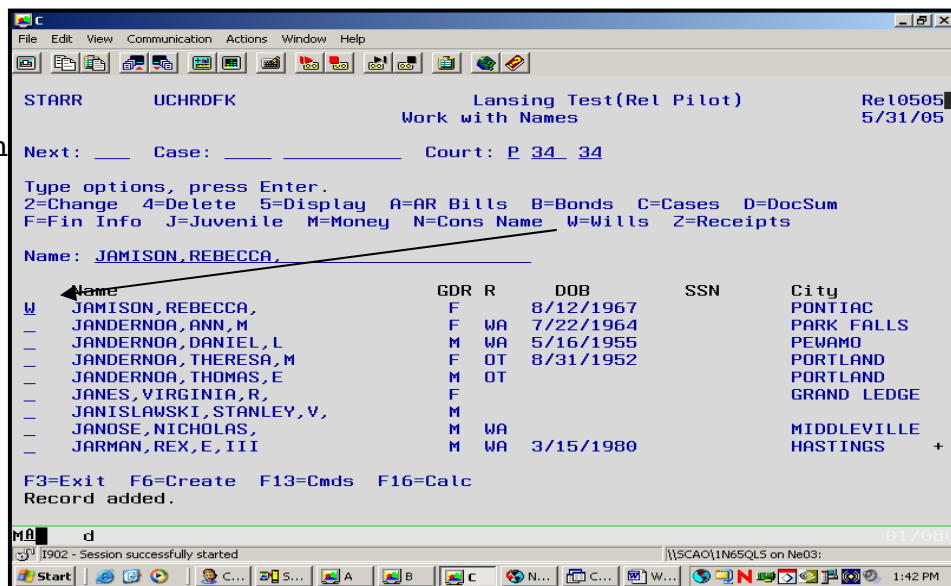 C
File Edit View Communication Actions Window Help
STARR UCHRDFK Lansing Test(Rel Pilot) Rel0505
Work with Names 5/31/05
n
Next: ___ Case: ____ __________ Court: P 34_ 34
Type options, press Enter.
2=Change 4=Delete 5=Display A=AR Bills B=Bonds C=Cases D=DocSum
F=Fin Info J=Juvenile M=Money N=Cons Name W=Wills Z=Receipts
Name: JAMISON,REBECCA,
Name GDR R DOB SSN City
W JAMISON,REBECCA, F 8/12/1967 PONTIAC
_ JANDERNOA,ANN,M F WA 7/22/1964 PARK FALLS
_ JANDERNOA,DANIEL,L M WA 5/16/1955 PEWAMO
_ JANDERNOA,THERESA,M F OT 8/31/1952 PORTLAND
_ JANDERNOA,THOMAS,E M OT PORTLAND
_ JANES,VIRGINIA,R, F GRAND LEDGE
_ JANISLAWSKI,STANLEY,V, M
_ JANOSE,NICHOLAS, M WA MIDDLEVILLE
_ JARMAN,REX,E,III M WA 3/15/1980 HASTINGS +
F3=Exit F6=Create F13=Cmds F16=Calc
Record added.
MA d 01/080
I902 - Session successfully started \\SCAO\1N65QLS on Ne03:
Start C... S... A B C N... C... W... 1:42 PM